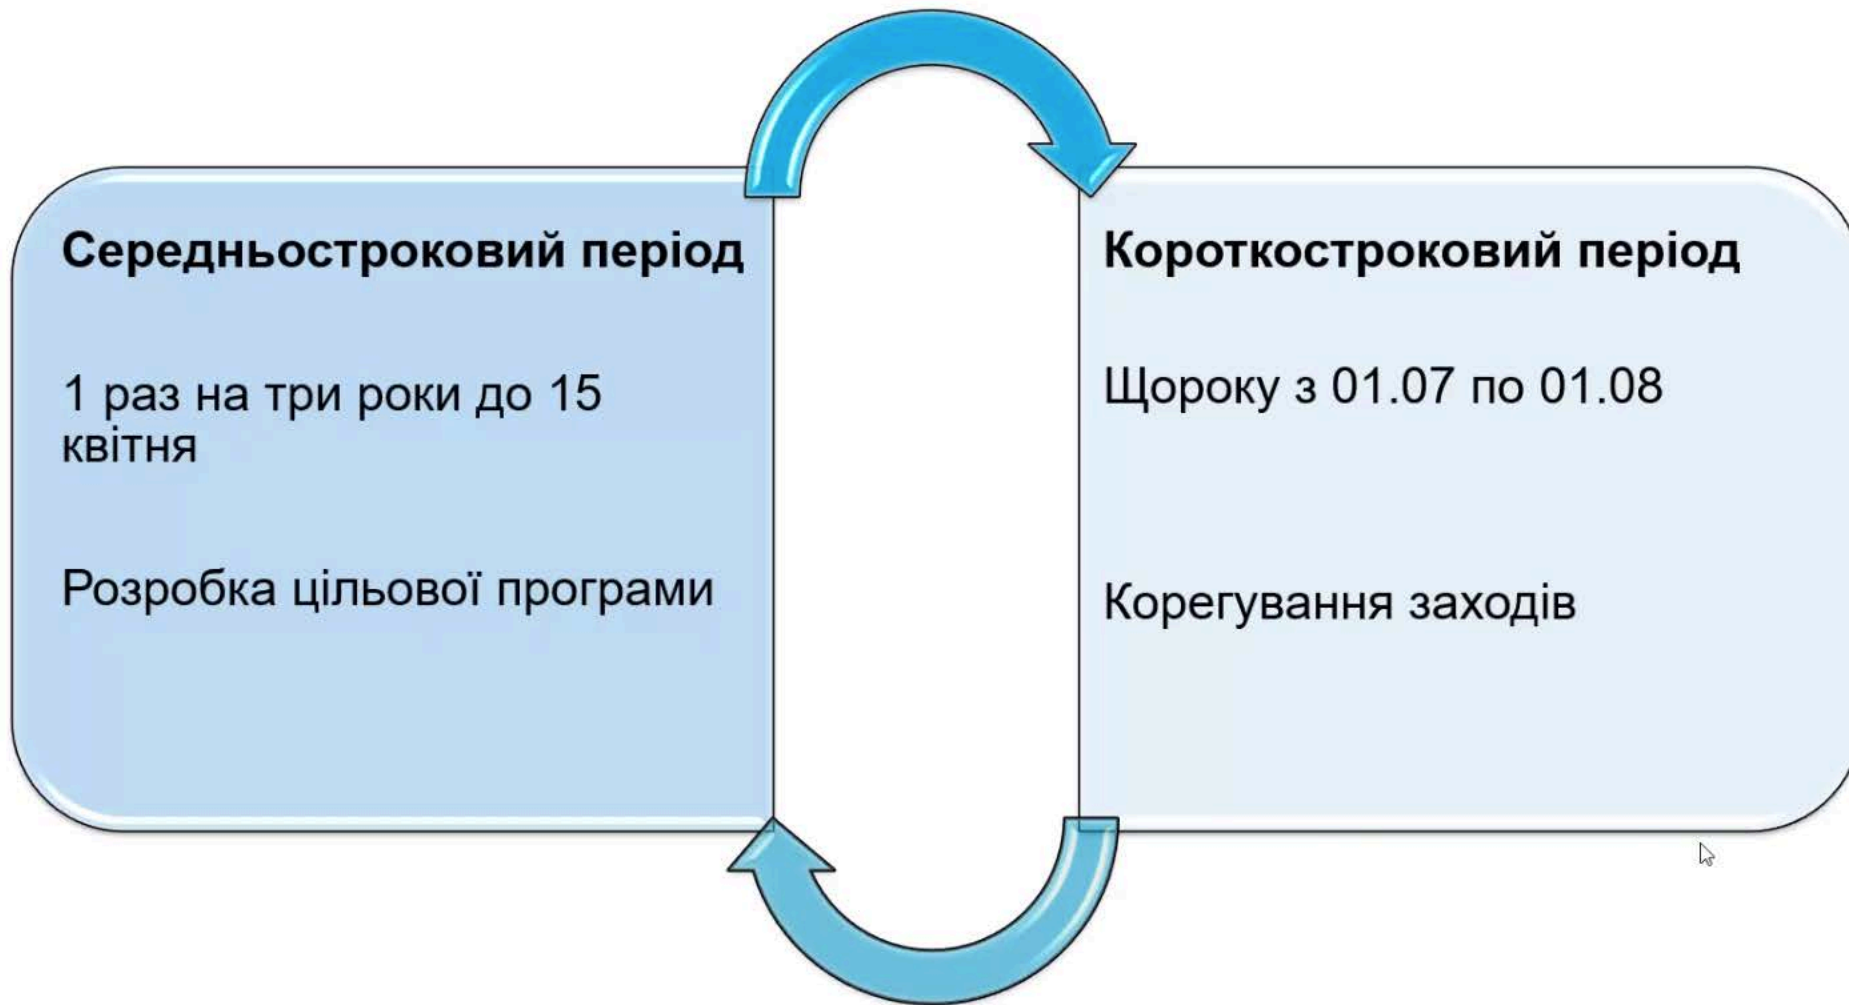 Середньостроковий період
1 раз на три роки до 15
квітня
Розробка цільової програми
Короткостроковий період
Щороку з 01.07 по 01.08
Корегування заходів